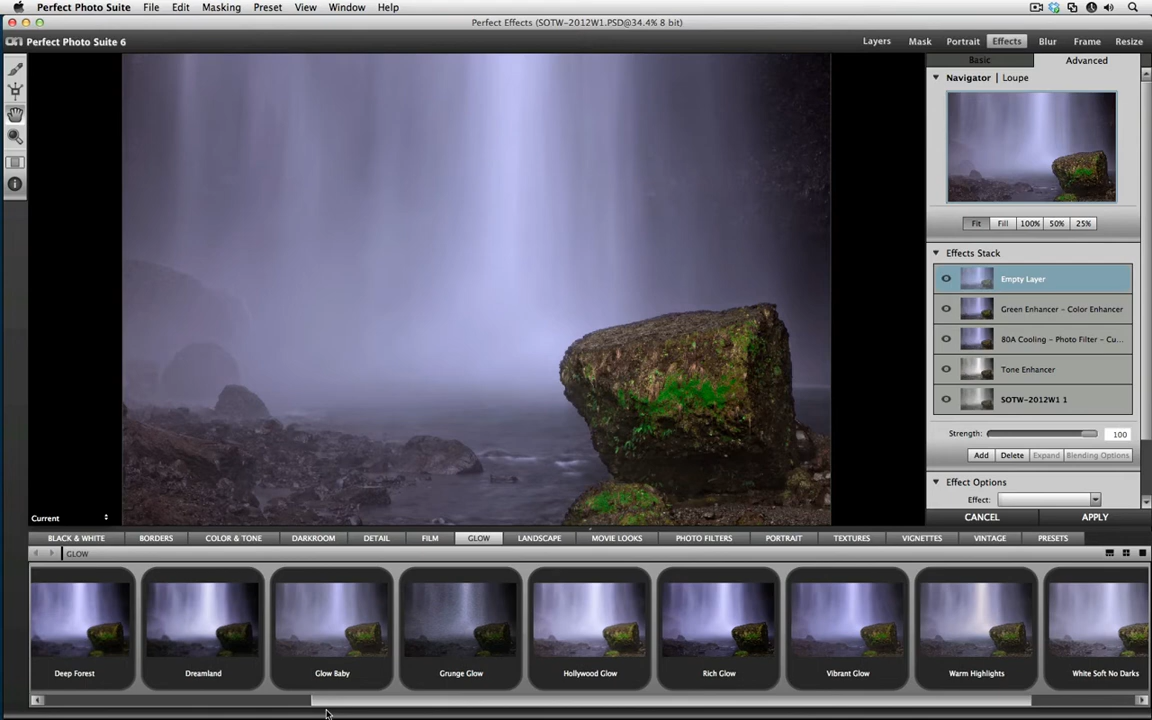 Perfect Photo Suite File Edit Masking Preset View Window Help
Perfect Effects (SOTW-2012W1.PSD@34.4% 8 bit)
on1 Perfect Photo Suite 6 Layers Mask Portrait Effects Blur Frame Resize
Basic Advanced
Navigator | Loupe
Fit Fill 100% 50% 25%
Effects Stack
Empty Layer
Green Enhancer - Color Enhancer
80A Cooling - Photo Filter - Cu...
Tone Enhancer
SOTW-2012W1 1
Strength: 100
Add Delete Expand Blending Options
Effect Options
Effect:
Current CANCEL APPLY
BLACK & WHITE BORDERS COLOR & TONE DARKROOM DETAIL FILM GLOW LANDSCAPE MOVIE LOOKS PHOTO FILTERS PORTRAIT TEXTURES VIGNETTES VINTAGE PRESETS
GLOW
Deep Forest Dreamland Glow Baby Grunge Glow Hollywood Glow Rich Glow Vibrant Glow Warm Highlights White Soft No Darks